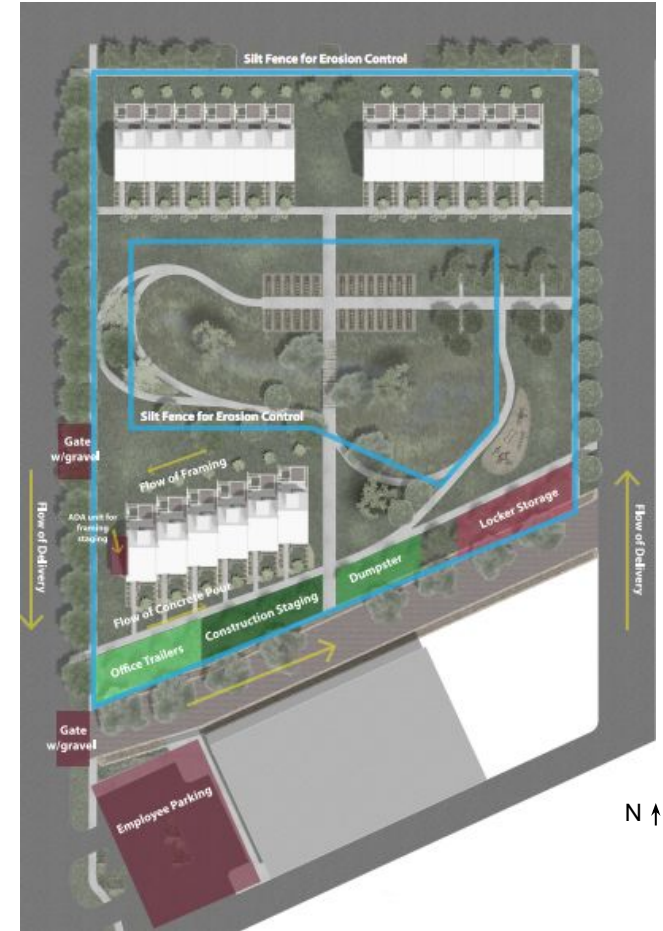 Silt Fence for Erosion Control
Silt Fence for Erosion Control
Gate
w/gravel
Flow of Framing
ADA unit for
framing
staging
Flow of Delivery
Flow of Delivery
Locker Storage
Dumpster
Flow of Concrete Pour
Construction Staging
Office Trailers
Gate
w/gravel
Employee Parking
N